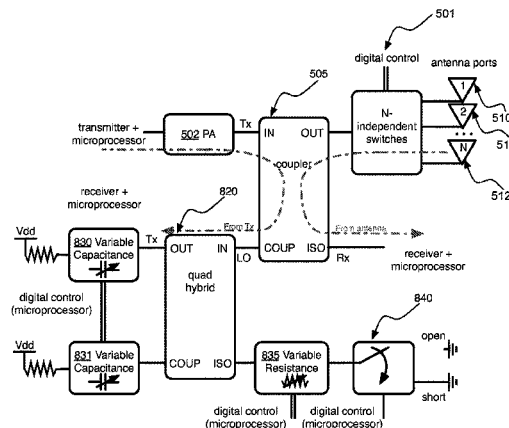 501
digital control
antenna ports
505
Tx
IN
OUT
1
510
transmitter +
microprocessor
502 PA
N-
independent
switches
2
51
coupler
N
512
receiver +
microprocessor
820
From Tx
From antenna
Vdd
830 Variable
Capacitance
Tx
OUT
IN
LO
COUP
ISO
Rx
receiver +
microprocessor
quad
hybrid
digital control
(microprocessor)
840
Vdd
831 Variable
Capacitance
COUP
ISO
835 Variable
Resistance
open
short
digital control
(microprocessor)
digital control
(microprocessor)